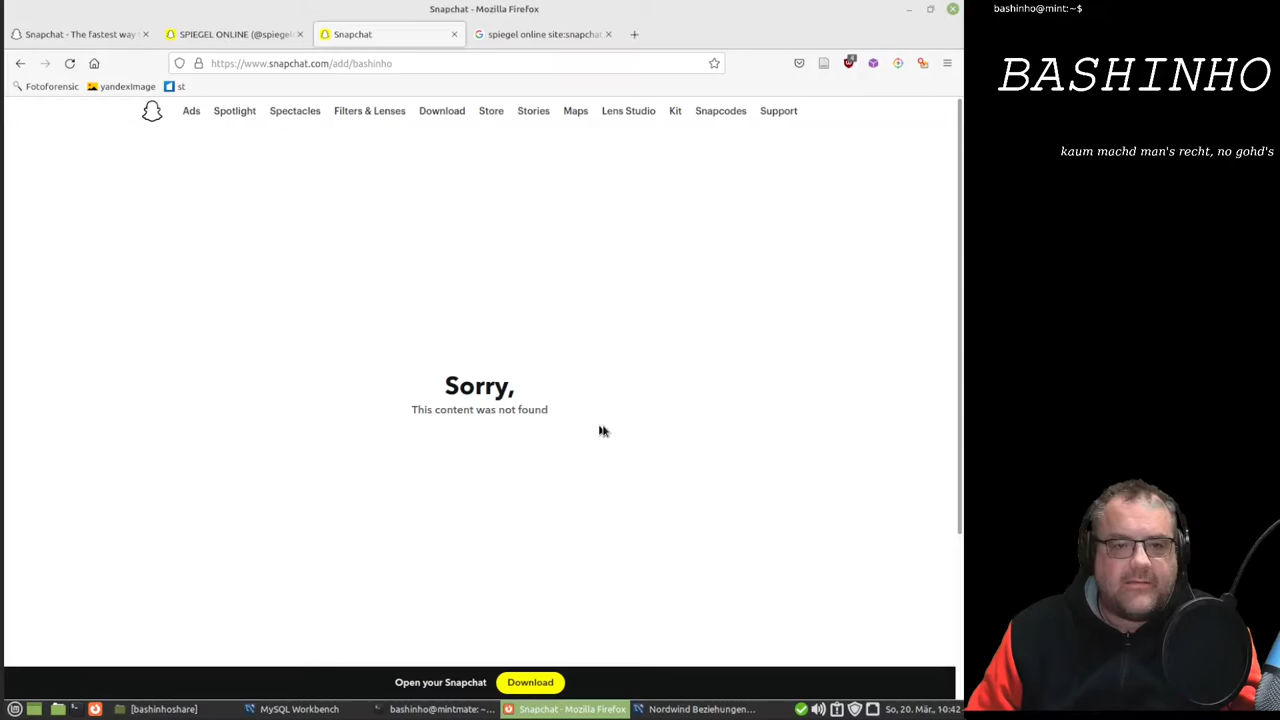 Snapchat - Mozilla Firefox
bashinho@mint:~$
Snapchat - The fastest way
SPIEGEL ONLINE (@spiegel
Snapchat
spiegel online site:snapchat
https://www.snapchat.com/add/bashinho
4
Fotoforensic
yandexImage
st
BASHINHO
kaum machd man's recht, no gohd's
Ads
Spotlight
Spectacles
Filters & Lenses
Download
Store
Stories
Maps
Lens Studio
Kit
Snapcodes
Support
Sorry,
This content was not found
Open your Snapchat
Download
[bashinhoshare]
MySQL Workbench
bashinho@mintmate: ~...
Snapchat - Mozilla Firefox
Nordwind Beziehungen...
So, 20. Mär., 10:42